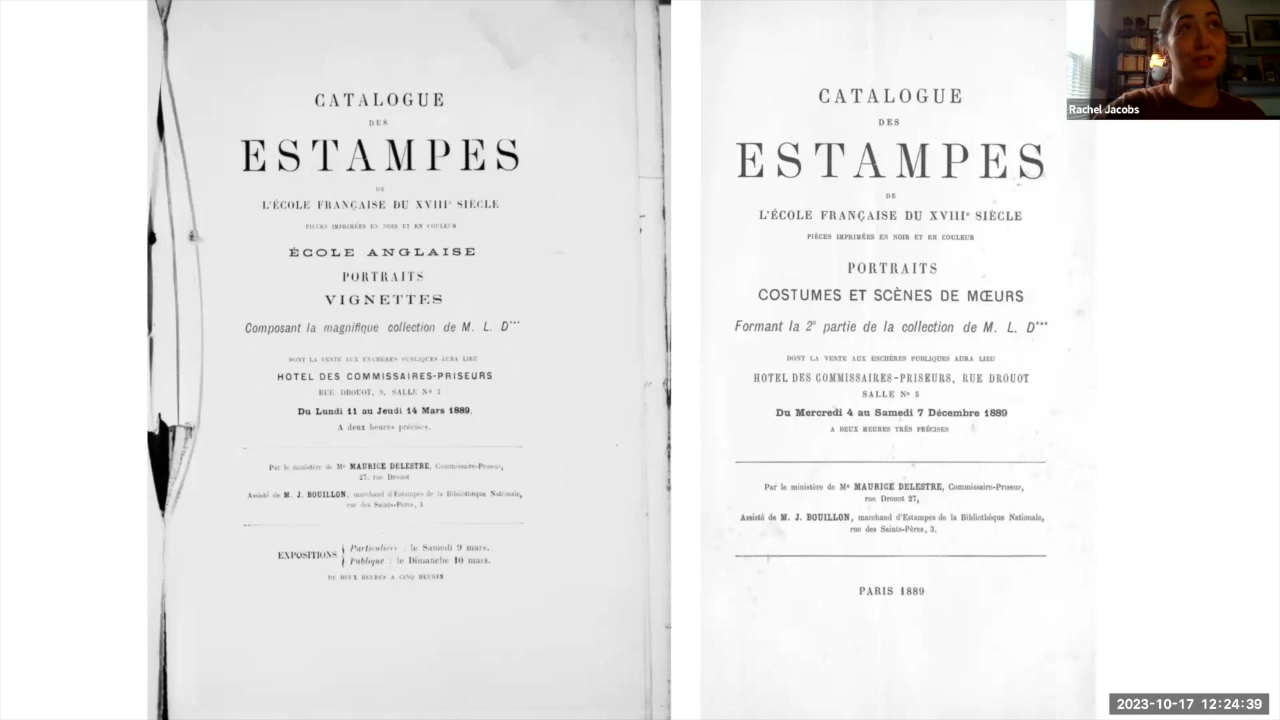 CATALOGUE
DES
ESTAMPES
DE
L'ÉCOLE FRANÇAISE DU XVIIIe SIÈCLE
PIÈCES IMPRIMÉES EN NOIR ET EN COULEUR
ÉCOLE ANGLAISE
PORTRAITS
VIGNETTES
Composant la magnifique collection de M. L. D***
DONT LA VENTE AUX ENCHÈRES PUBLIQUES AURA LIEU
HOTEL DES COMMISSAIRES-PRISEURS
RUE DROUOT, 9, SALLE No 3
Du Lundi 11 au Jeudi 14 Mars 1889,
A deux heures précises.
Par le ministère de Me MAURICE DELESTRE, Commissaire-Priseur,
27, rue Drouot
Assisté de M. J. BOUILLON, marchand d'Estampes de la Bibliothèque Nationale,
rue des Saints-Pères, 3
EXPOSITIONS
Particulière : le Samedi 9 mars.
Publique : le Dimanche 10 mars.
DE DEUX HEURES A CINQ HEURES
CATALOGUE
DES
ESTAMPES
DE
L'ÉCOLE FRANÇAISE DU XVIIIe SIÈCLE
PIÈCES IMPRIMÉES EN NOIR ET EN COULEUR
PORTRAITS
COSTUMES ET SCÈNES DE MŒURS
Formant la 2e partie de la collection de M. L. D***
DONT LA VENTE AUX ENCHÈRES PUBLIQUES AURA LIEU
HOTEL DES COMMISSAIRES-PRISEURS, RUE DROUOT
SALLE No 5
Du Mercredi 4 au Samedi 7 Décembre 1889
A DEUX HEURES TRÈS PRÉCISES
Par le ministère de Me MAURICE DELESTRE, Commissaire-Priseur,
rue Drouot 27,
Assisté de M. J. BOUILLON, marchand d'Estampes de la Bibliothèque Nationale,
rue des Saints-Pères, 3.
PARIS 1889
Rachel Jacobs
2023-10-17 12:24:39